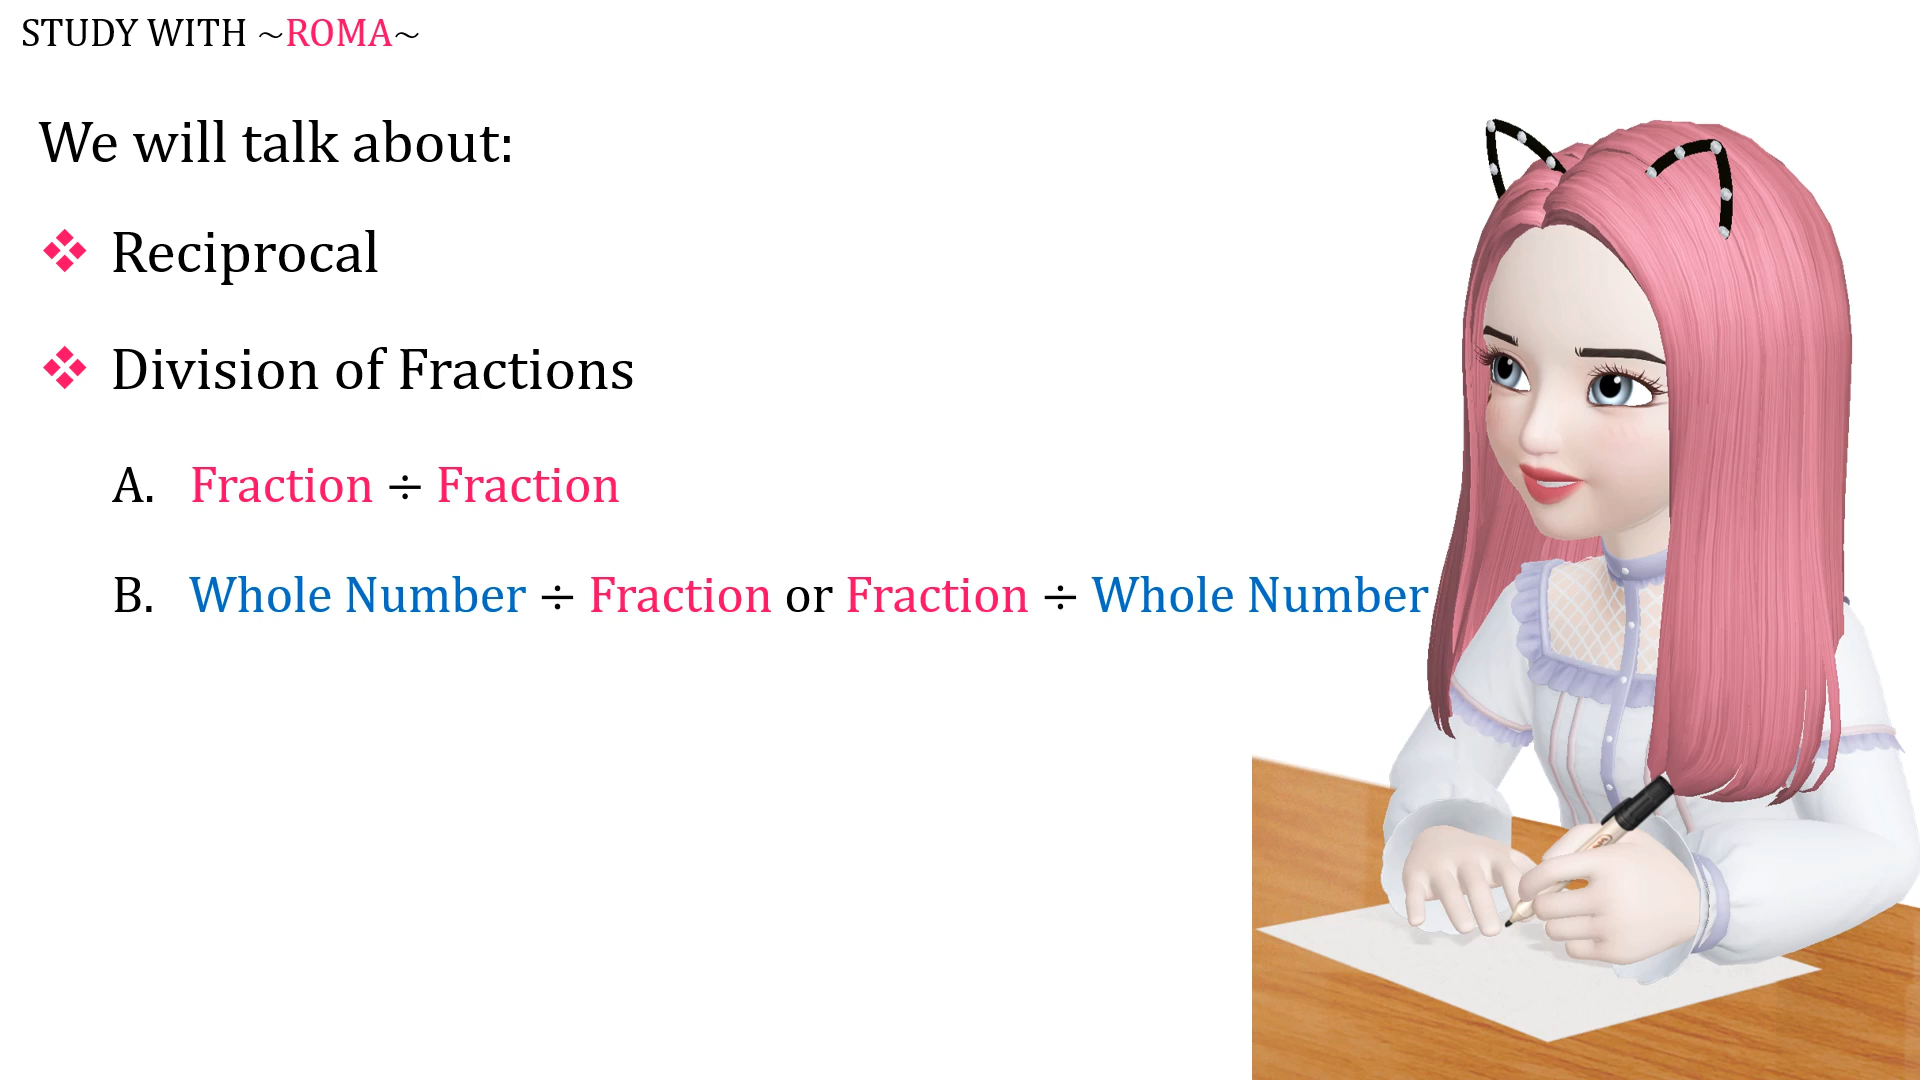 STUDY WITH ~ROMA~
We will talk about:
❖ Reciprocal
❖ Division of Fractions
A. Fraction ÷ Fraction
B. Whole Number ÷ Fraction or Fraction ÷ Whole Number